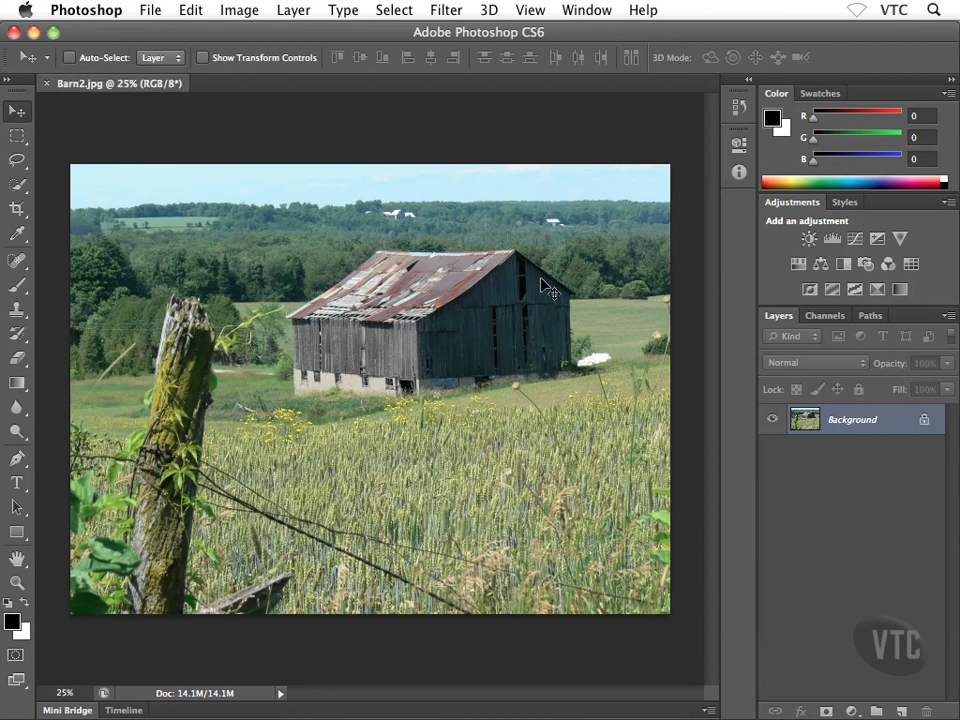 Photoshop File Edit Image Layer Type Select Filter 3D View Window Help VTC
Adobe Photoshop CS6
Auto-Select: Layer Show Transform Controls 3D Mode:
× Barn2.jpg @ 25% (RGB/8*)
Color Swatches
R 0
G 0
B 0
Adjustments Styles
Add an adjustment
Layers Channels Paths
Kind
Normal Opacity: 100%
Lock: Fill: 100%
Background
VTC
25% Doc: 14.1M/14.1M
Mini Bridge Timeline